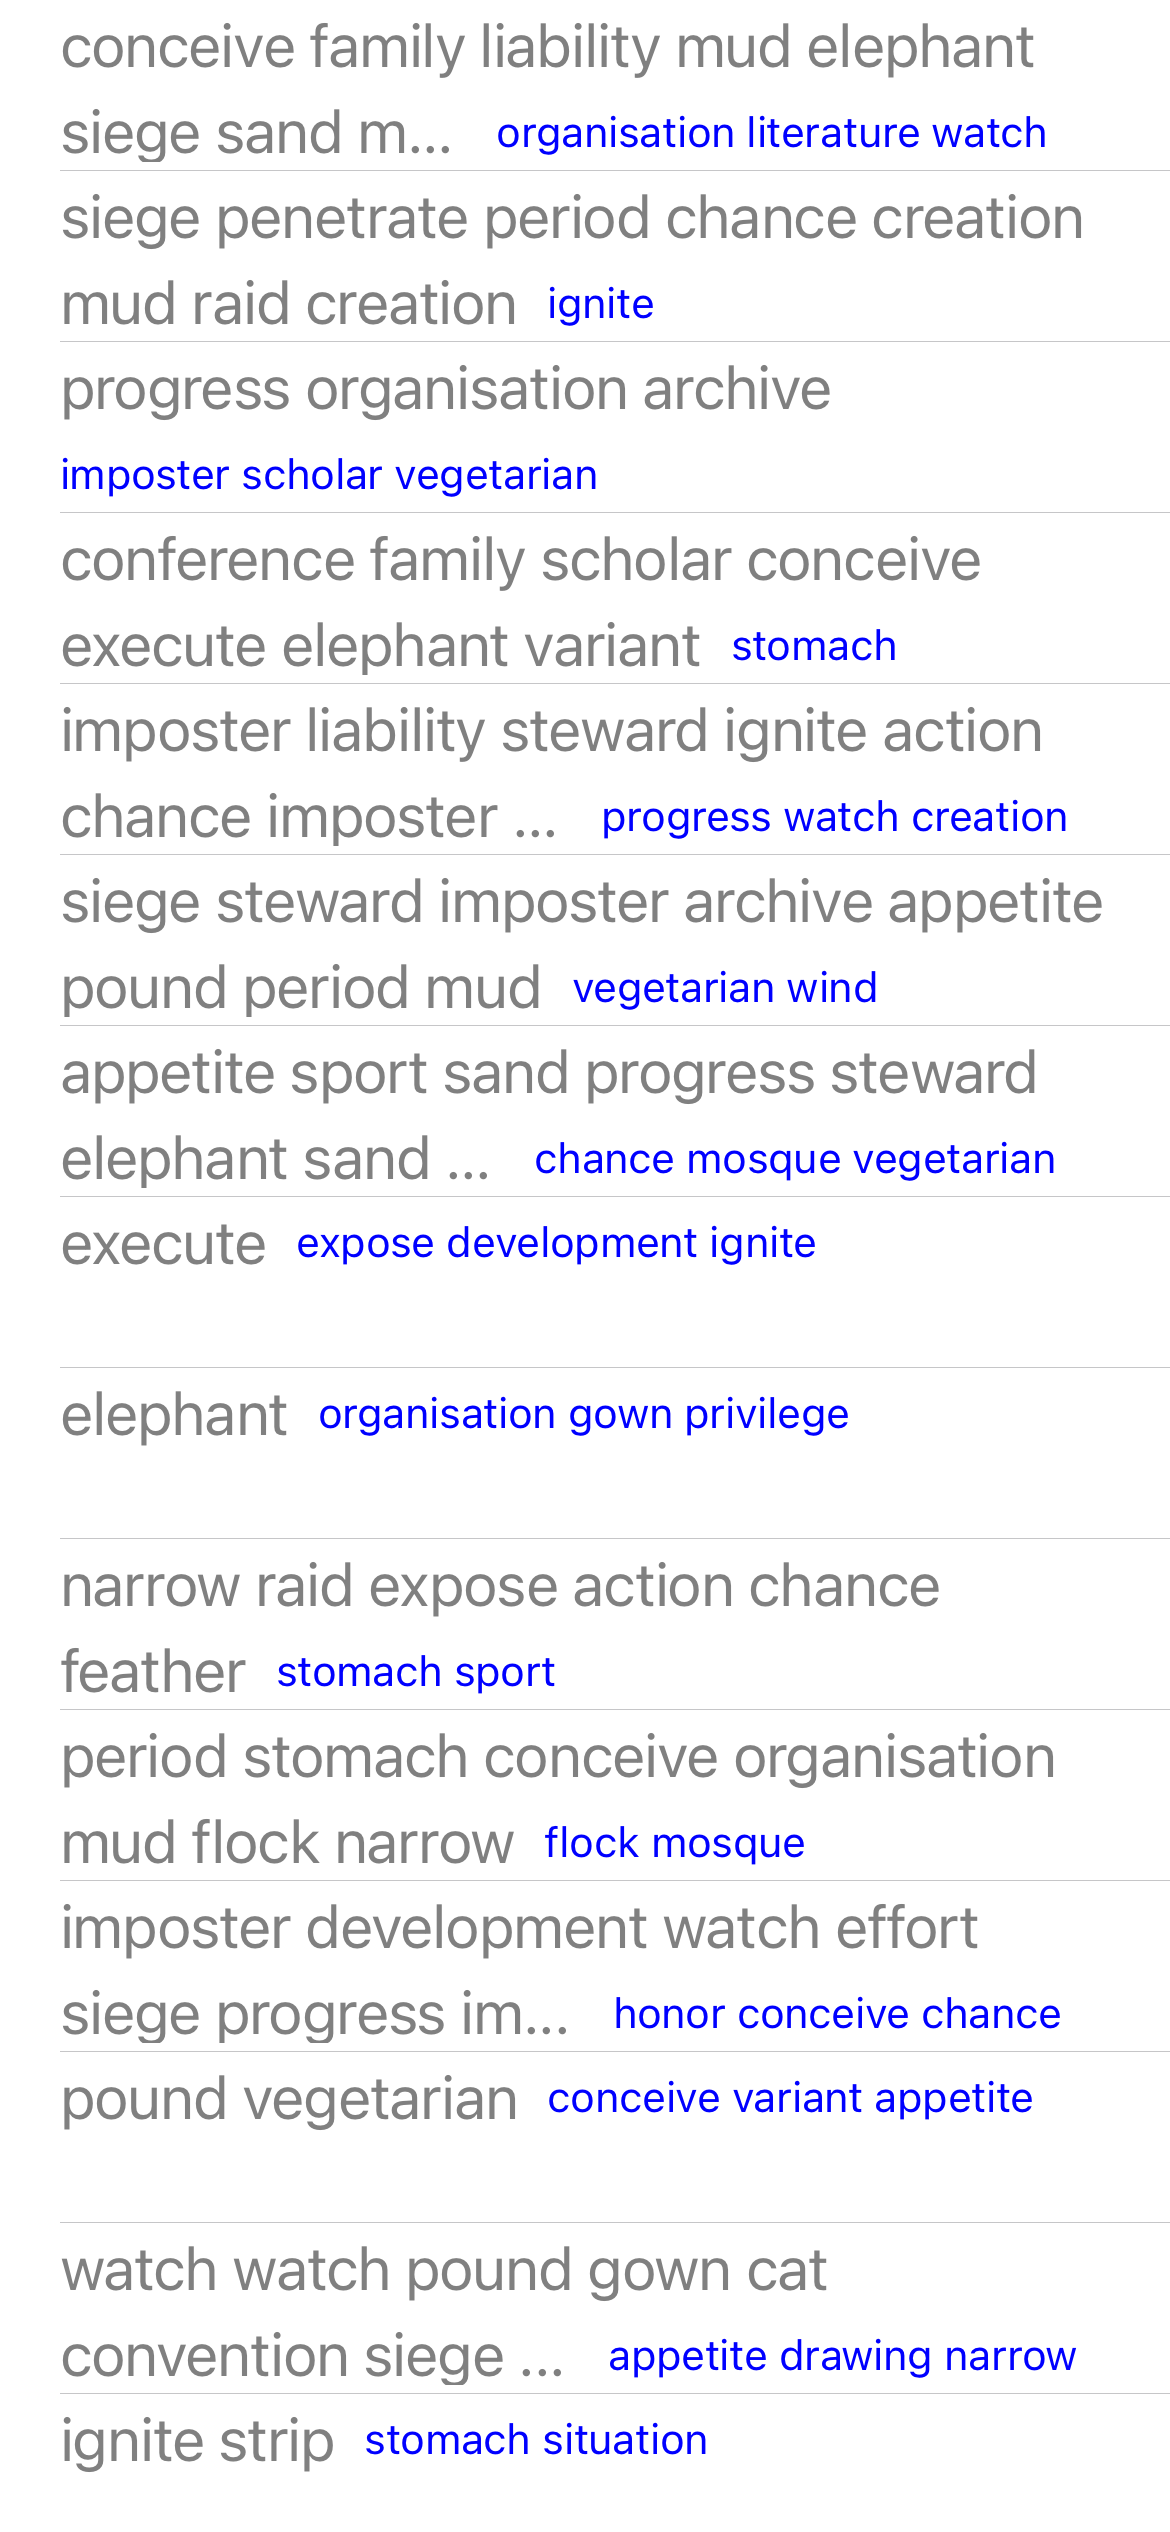 conceive family liability mud elephant
siege sand m... organisation literature watch
siege penetrate period chance creation
mud raid creation ignite
progress organisation archive
imposter scholar vegetarian
conference family scholar conceive
execute elephant variant stomach
imposter liability steward ignite action
chance imposter ... progress watch creation
siege steward imposter archive appetite
pound period mud vegetarian wind
appetite sport sand progress steward
elephant sand ... chance mosque vegetarian
execute expose development ignite
elephant organisation gown privilege
narrow raid expose action chance
feather stomach sport
period stomach conceive organisation
mud flock narrow flock mosque
imposter development watch effort
siege progress im... honor conceive chance
pound vegetarian conceive variant appetite
watch watch pound gown cat
convention siege ... appetite drawing narrow
ignite strip stomach situation